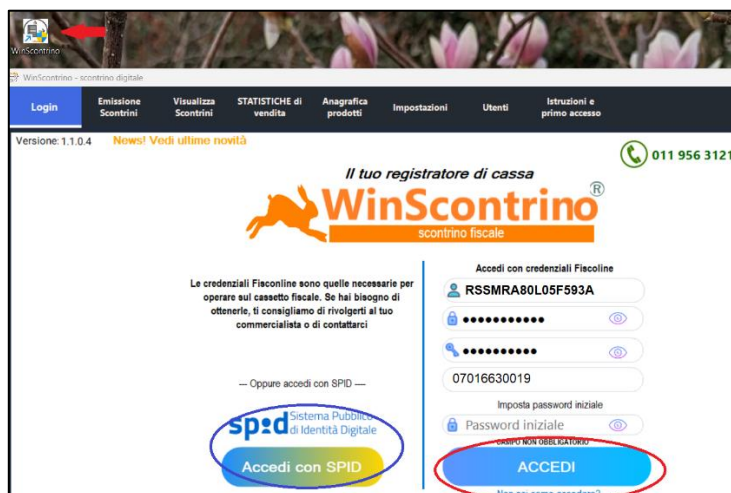 WinScontrino
WinScontrino - scontrino digitale
Login
Emissione
Scontrini
Visualizza
Scontrini
STATISTICHE di
vendita
Anagrafica
prodotti
Impostazioni
Utenti
Istruzioni e
primo accesso
Versione: 1.1.0.4 News! Vedi ultime novità
011 956 3121
Il tuo registratore di cassa
WinScontrino®
scontrino fiscale
Le credenziali Fisconline sono quelle necessarie per
operare sul cassetto fiscale. Se hai bisogno di
ottenerle, ti consigliamo di rivolgerti al tuo
commercialista o di contattarci
--- Oppure accedi con SPID ---
spid Sistema Pubblico
di Identità Digitale
Accedi con SPID
Accedi con credenziali Fiscoline
RSSMRA80L05F593A
●●●●●●●●●●●
●●●●●●●●●●
07016630019
Imposta password iniziale
Password iniziale
CAMPO NON OBBLIGATORIO
ACCEDI
Non sai come accedere?